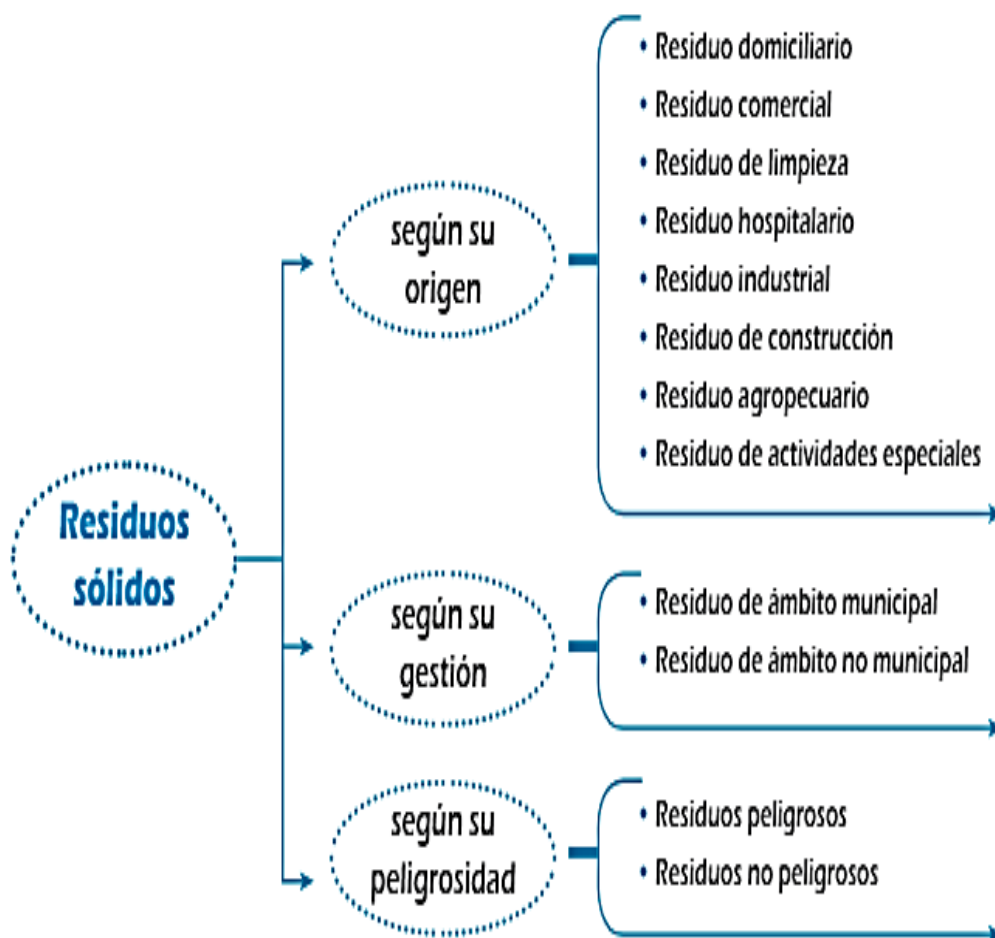 Residuos
sólidos
según su
origen
• Residuo domiciliario
• Residuo comercial
• Residuo de limpieza
• Residuo hospitalario
• Residuo industrial
• Residuo de construcción
• Residuo agropecuario
• Residuo de actividades especiales
según su
gestión
• Residuo de ámbito municipal
• Residuo de ámbito no municipal
según su
peligrosidad
• Residuos peligrosos
• Residuos no peligrosos